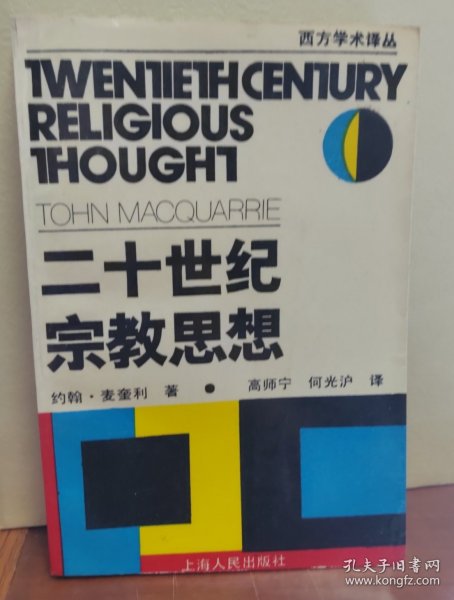 西方学术译丛
TWENTIETH CENTURY
RELIGIOUS
THOUGHT
TOHN MACQUARRIE
二十世纪
宗教思想
约翰·麦奎利 著 ● 高师宁 何光沪 译
上海人民出版社
孔夫子旧书网
www.kongfz.com